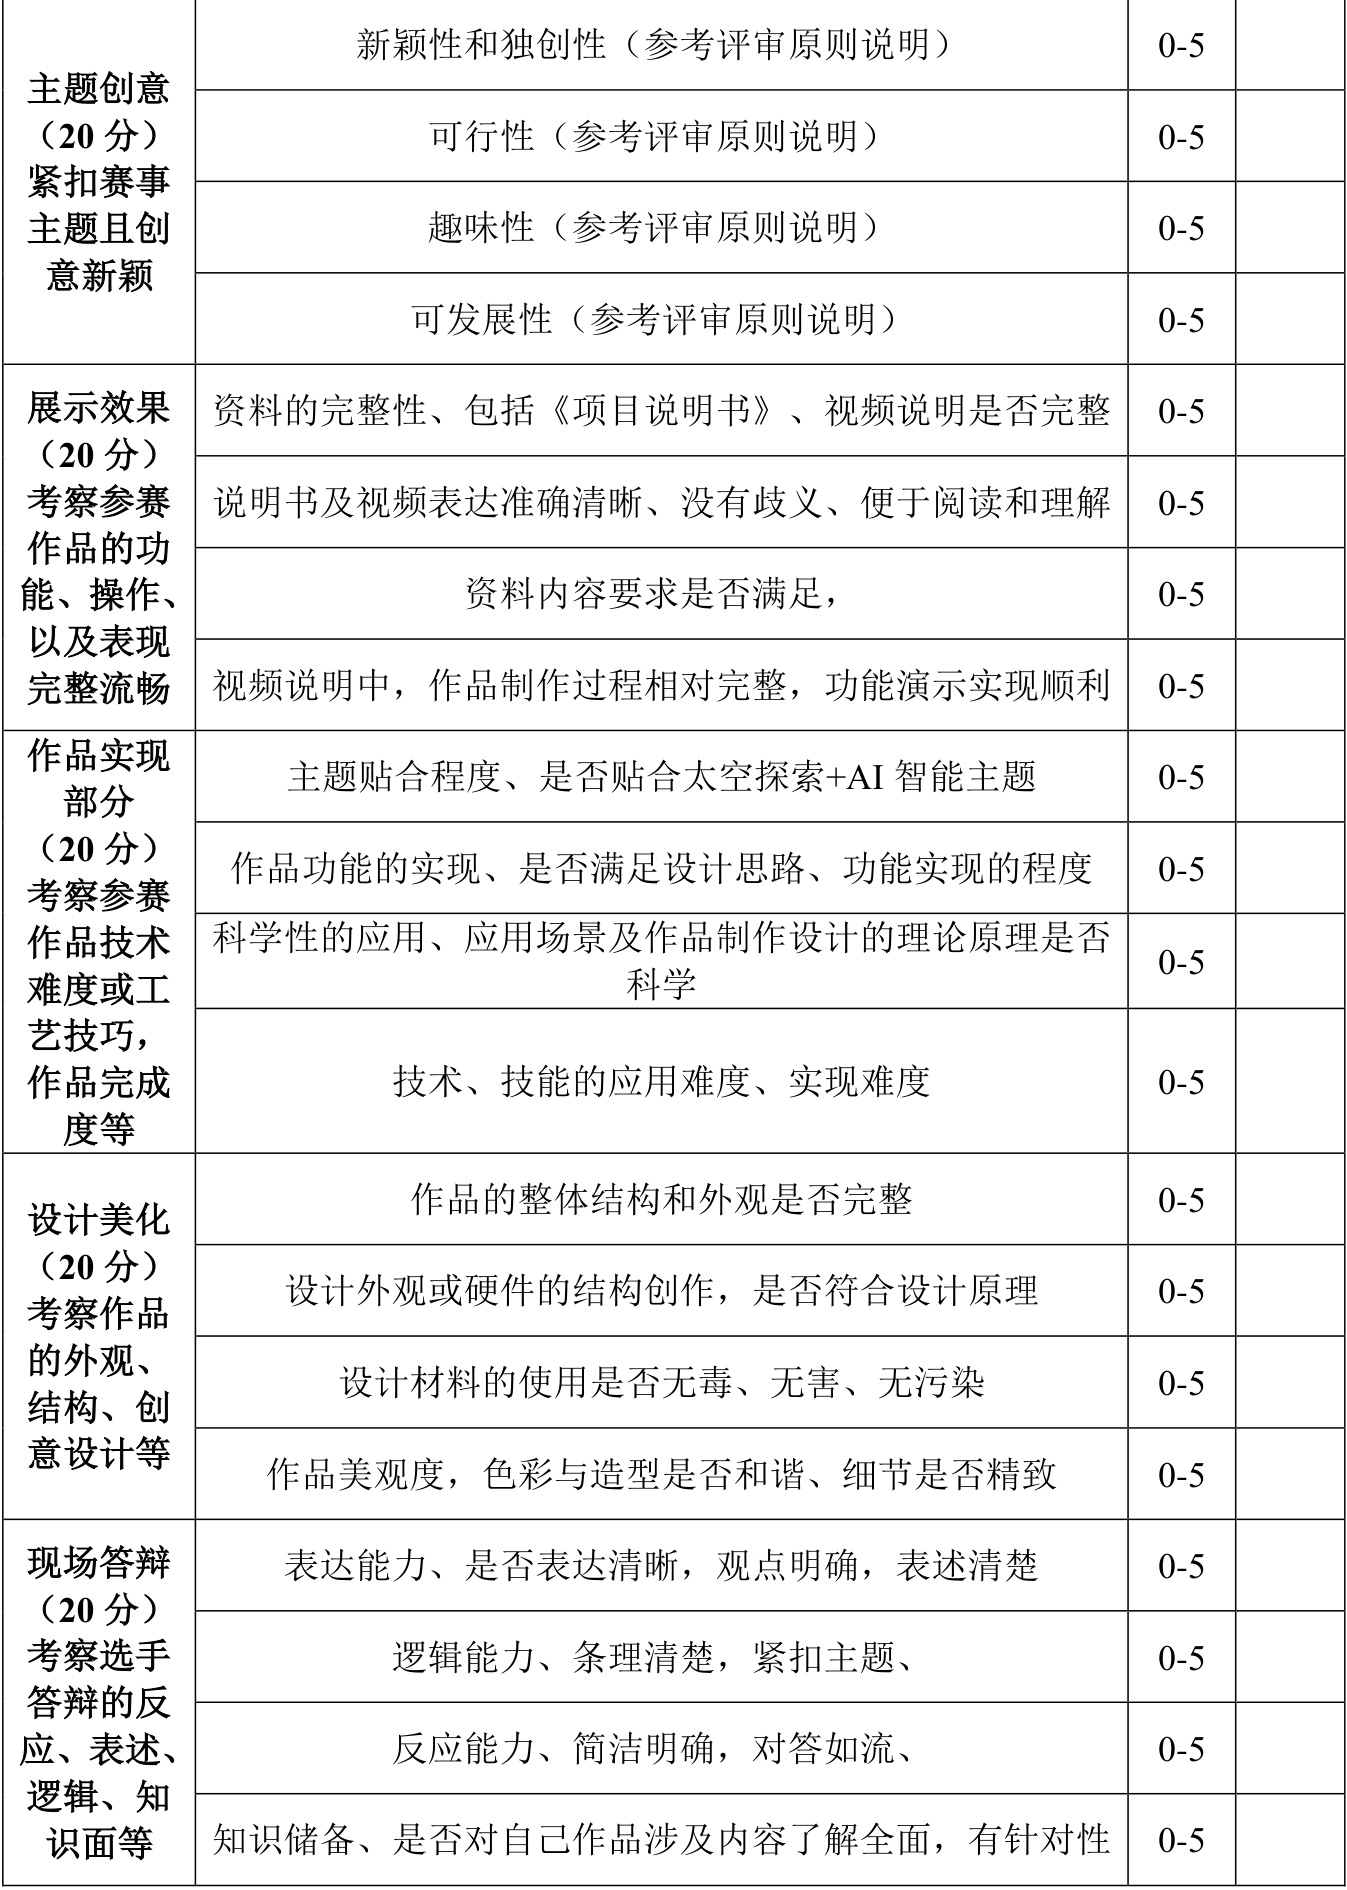 主题创意
（20 分）
紧扣赛事
主题且创
意新颖
新颖性和独创性（参考评审原则说明）
0-5
可行性（参考评审原则说明）
0-5
趣味性（参考评审原则说明）
0-5
可发展性（参考评审原则说明）
0-5
展示效果
（20 分）
考察参赛
作品的功
能、操作、
以及表现
完整流畅
资料的完整性、包括《项目说明书》、视频说明是否完整
0-5
说明书及视频表达准确清晰、没有歧义、便于阅读和理解
0-5
资料内容要求是否满足，
0-5
视频说明中，作品制作过程相对完整，功能演示实现顺利
0-5
作品实现
部分
（20 分）
考察参赛
作品技术
难度或工
艺技巧，
作品完成
度等
主题贴合程度、是否贴合太空探索+AI 智能主题
0-5
作品功能的实现、是否满足设计思路、功能实现的程度
0-5
科学性的应用、应用场景及作品制作设计的理论原理是否
科学
0-5
技术、技能的应用难度、实现难度
0-5
设计美化
（20 分）
考察作品
的外观、
结构、创
意设计等
作品的整体结构和外观是否完整
0-5
设计外观或硬件的结构创作，是否符合设计原理
0-5
设计材料的使用是否无毒、无害、无污染
0-5
作品美观度，色彩与造型是否和谐、细节是否精致
0-5
现场答辩
（20 分）
考察选手
答辩的反
应、表述、
逻辑、知
识面等
表达能力、是否表达清晰，观点明确，表述清楚
0-5
逻辑能力、条理清楚，紧扣主题、
0-5
反应能力、简洁明确，对答如流、
0-5
知识储备、是否对自己作品涉及内容了解全面，有针对性
0-5